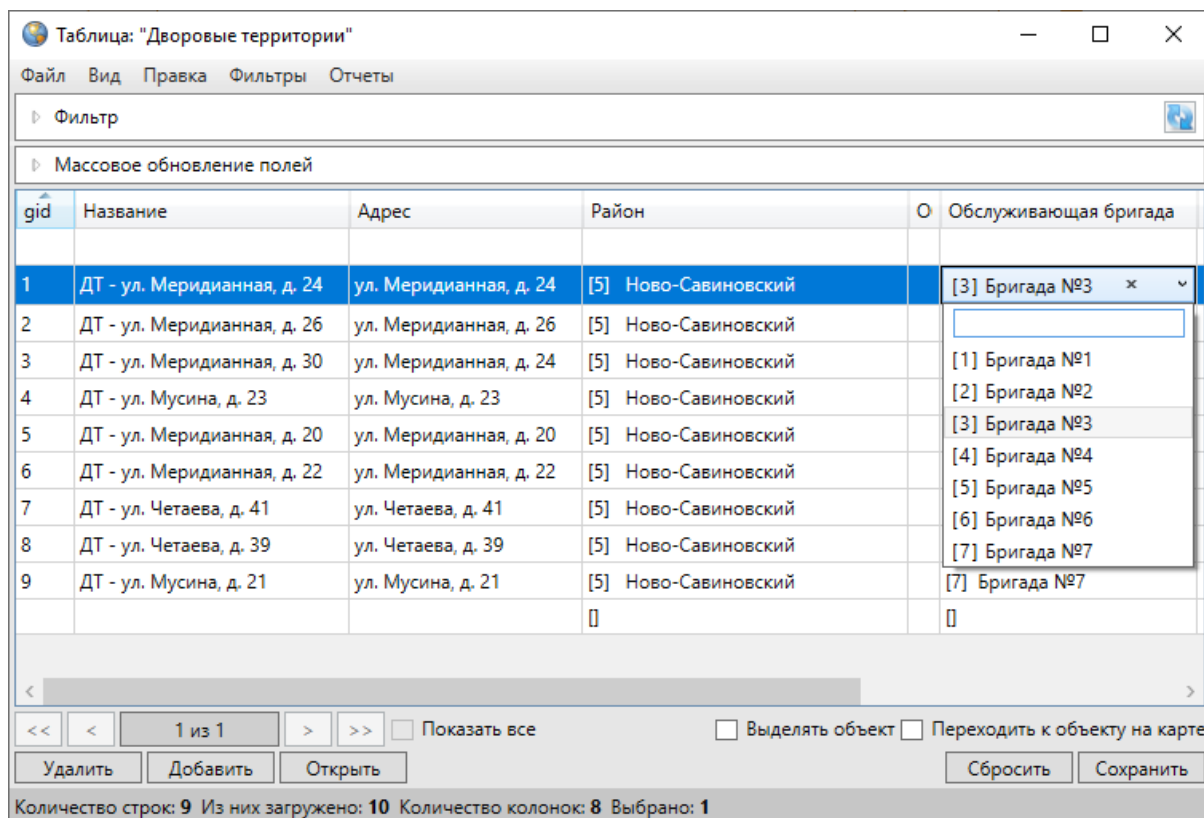 Таблица: "Дворовые территории"
Файл Вид Правка Фильтры Отчеты
Фильтр
Массовое обновление полей
gid Название Адрес Район О Обслуживающая бригада
1 ДТ - ул. Меридианная, д. 24 ул. Меридианная, д. 24 [5] Ново-Савиновский [3] Бригада №3
2 ДТ - ул. Меридианная, д. 26 ул. Меридианная, д. 26 [5] Ново-Савиновский
3 ДТ - ул. Меридианная, д. 30 ул. Меридианная, д. 24 [5] Ново-Савиновский [1] Бригада №1
4 ДТ - ул. Мусина, д. 23 ул. Мусина, д. 23 [5] Ново-Савиновский [2] Бригада №2
5 ДТ - ул. Меридианная, д. 20 ул. Меридианная, д. 20 [5] Ново-Савиновский [3] Бригада №3
6 ДТ - ул. Меридианная, д. 22 ул. Меридианная, д. 22 [5] Ново-Савиновский [4] Бригада №4
7 ДТ - ул. Четаева, д. 41 ул. Четаева, д. 41 [5] Ново-Савиновский [5] Бригада №5
8 ДТ - ул. Четаева, д. 39 ул. Четаева, д. 39 [5] Ново-Савиновский [6] Бригада №6
[7] Бригада №7
9 ДТ - ул. Мусина, д. 21 ул. Мусина, д. 21 [5] Ново-Савиновский [7] Бригада №7
[] []
<< < 1 из 1 > >> Показать все Выделять объект Переходить к объекту на карте
Удалить Добавить Открыть Сбросить Сохранить
Количество строк: 9 Из них загружено: 10 Количество колонок: 8 Выбрано: 1